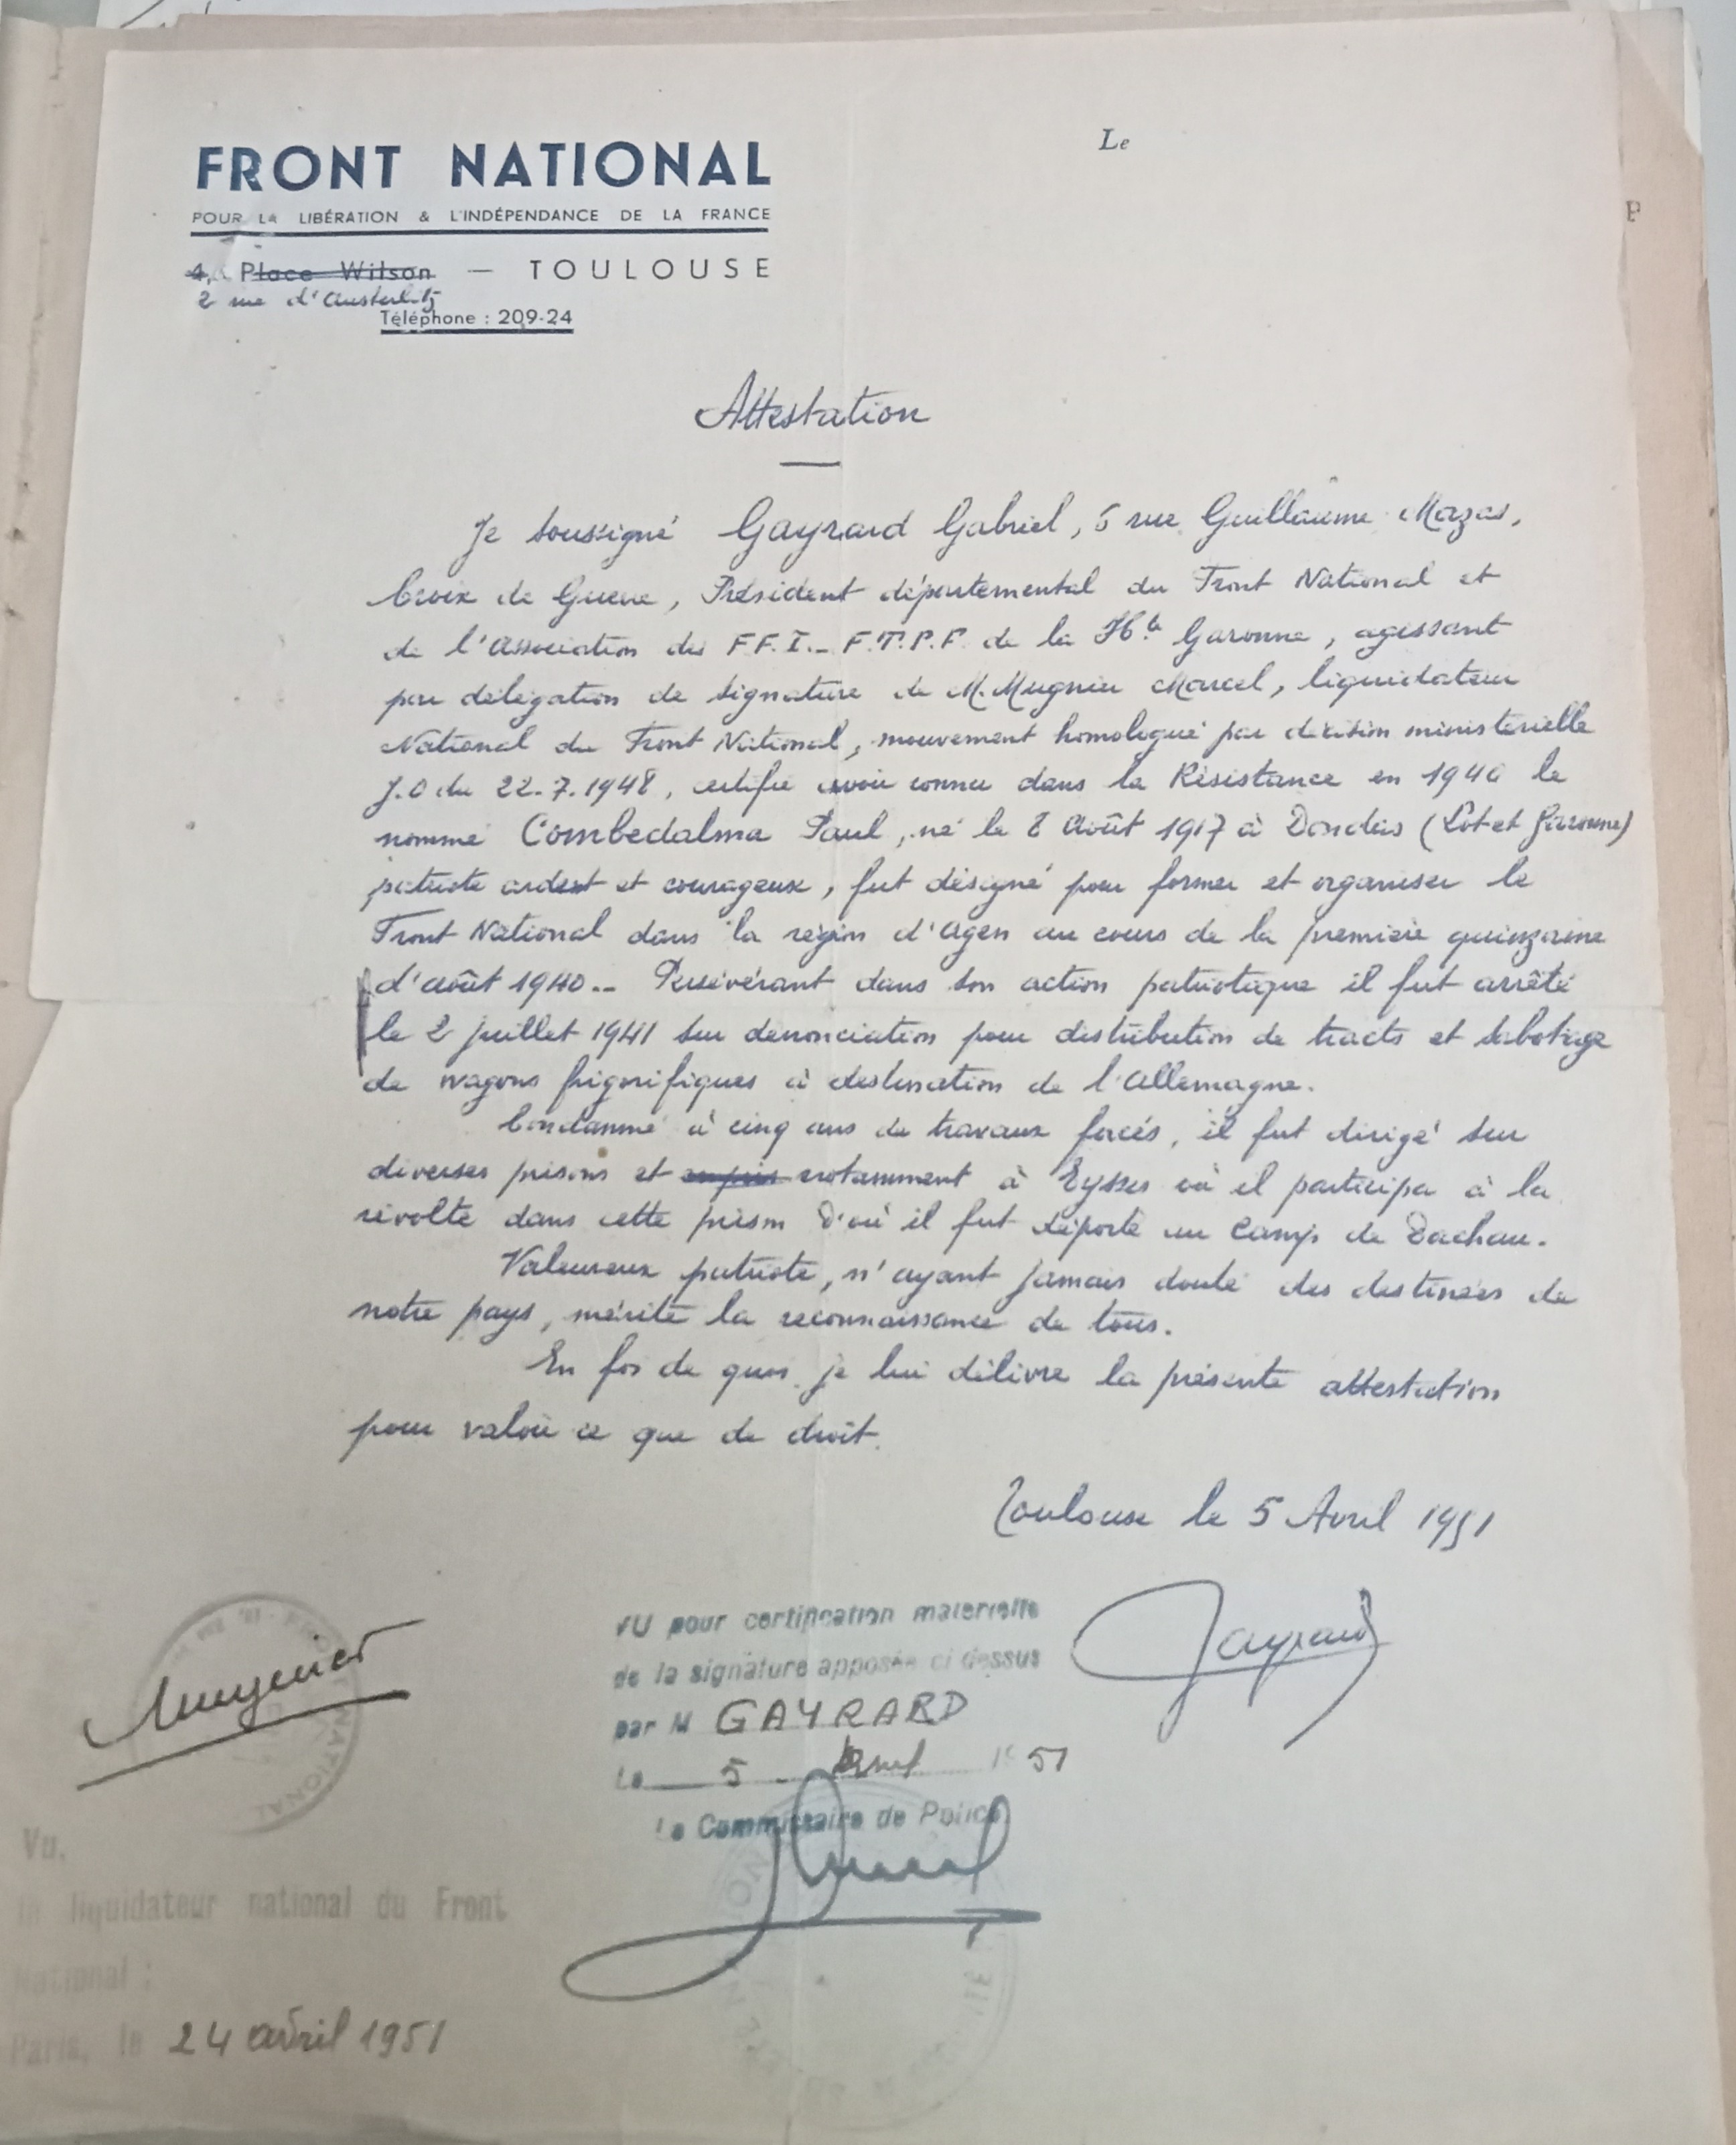 Le
FRONT NATIONAL
POUR LA LIBÉRATION & L'INDÉPENDANCE DE LA FRANCE
4, Place Wilson — TOULOUSE
2 rue d'Austerlitz
Téléphone : 209-24
Attestation
Je soussigné Gayrard Gabriel, 5 rue Guillaume Mazas,
Croix de Guerre, Président départemental du Front National et
de l'Association des F.F.I._ F.T.P.F de la Hte Garonne, agissant
par délégation de signature de M. Mugnier Marcel, liquidateur
National du Front National, mouvement homologué par décision ministérielle
J.O du 22.7.1948, certifie avoir connu dans la Résistance en 1940 le
nommé Combedalma Paul, né le 8 Août 1917 à (Lot et Garonne)
patriote ardent et courageux, fut désigné pour former et organiser le
Front National dans la région d'Agen au cours de la première quinzaine
d'août 1940.- Persévérant dans son action patriotique il fut arrêté
le 2 juillet 1941 sur dénonciation pour distribution de tracts et sabotage
de wagons frigorifiques à destination de l'Allemagne.
Condamné à cinq ans de travaux forcés, il fut dirigé sur
diverses prisons et notamment à Eysses où il participa à la
révolte dans cette prison d'où il fut déporté au Camp de Dachau.
Valeureux patriote, n'ayant jamais douté des destinées de
notre pays, mérite la reconnaissance de tous.
En foi de quoi je lui délivre la présente attestation
pour valoir ce que de droit.
Toulouse le 5 Avril 1951
Gayrard
Mugnier
NATIONAL
VU pour certification matérielle
de la signature apposée ci dessus
par M GAYRARD
Le 5 Avril 1951
Le Commissaire de Police
Vu.
le liquidateur national du Front
National :
Paris, le 24 avril 1951